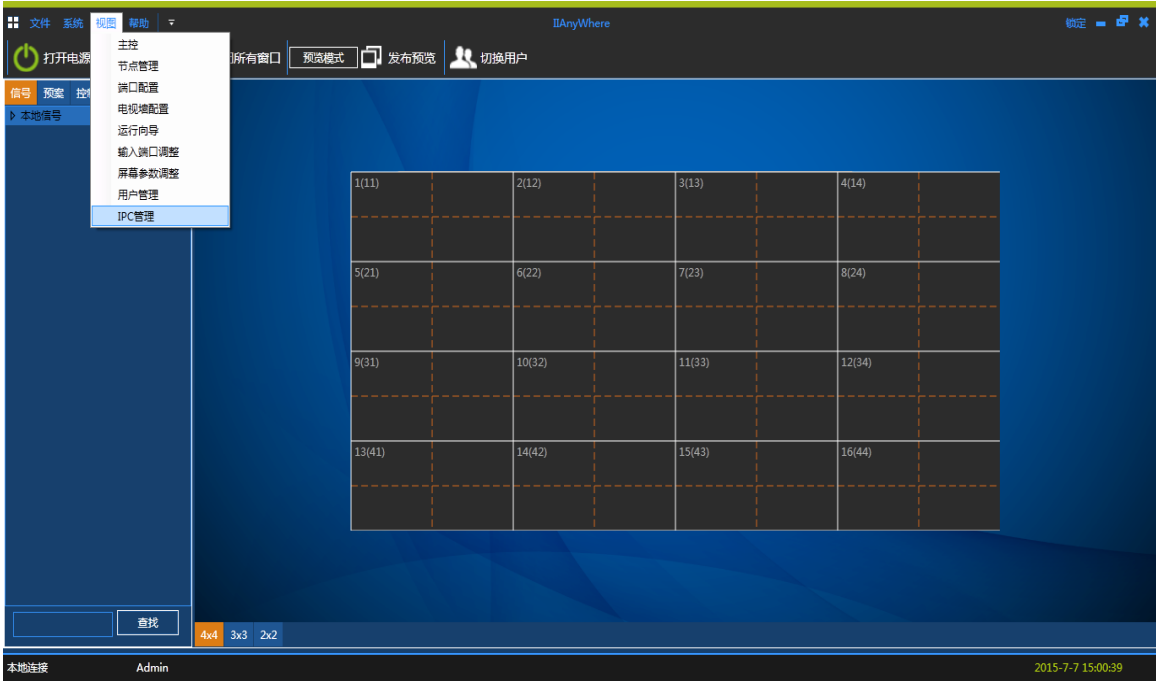 文件 系统 视图 帮助 IIAnyWhere 锁定
打开电源 所有窗口 预览模式 发布预览 切换用户
主控
节点管理
端口配置
电视墙配置
运行向导
输入端口调整
屏幕参数调整
用户管理
IPC管理
信号 预案
本地信号
1(11) 2(12) 3(13) 4(14)
5(21) 6(22) 7(23) 8(24)
9(31) 10(32) 11(33) 12(34)
13(41) 14(42) 15(43) 16(44)
查找
4x4 3x3 2x2
本地连接 Admin 2015-7-7 15:00:39